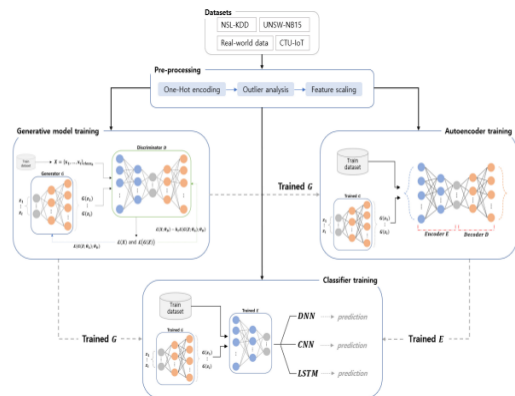 Datasets
NSL-KDD UNSW-NB15
Real-world data CTU-IoT
Pre-processing
One-Hot encoding Outlier analysis Feature scaling
Generative model training
Autoencoder training
Train dataset
Discriminator D
Generator G
Train dataset
Trained G
Trained G
Encoder E Decoder D
Classifier training
Train dataset
Trained E
Trained G
DNN prediction
CNN prediction
LSTM prediction
Trained G
Trained E